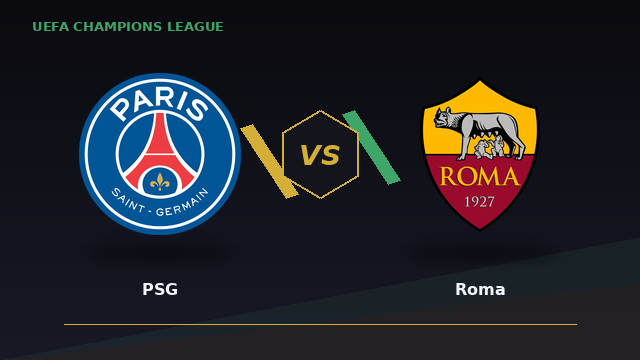 UEFA CHAMPIONS LEAGUE
PARIS
SAINT - GERMAIN
VS
ROMA
1927
PSG
Roma